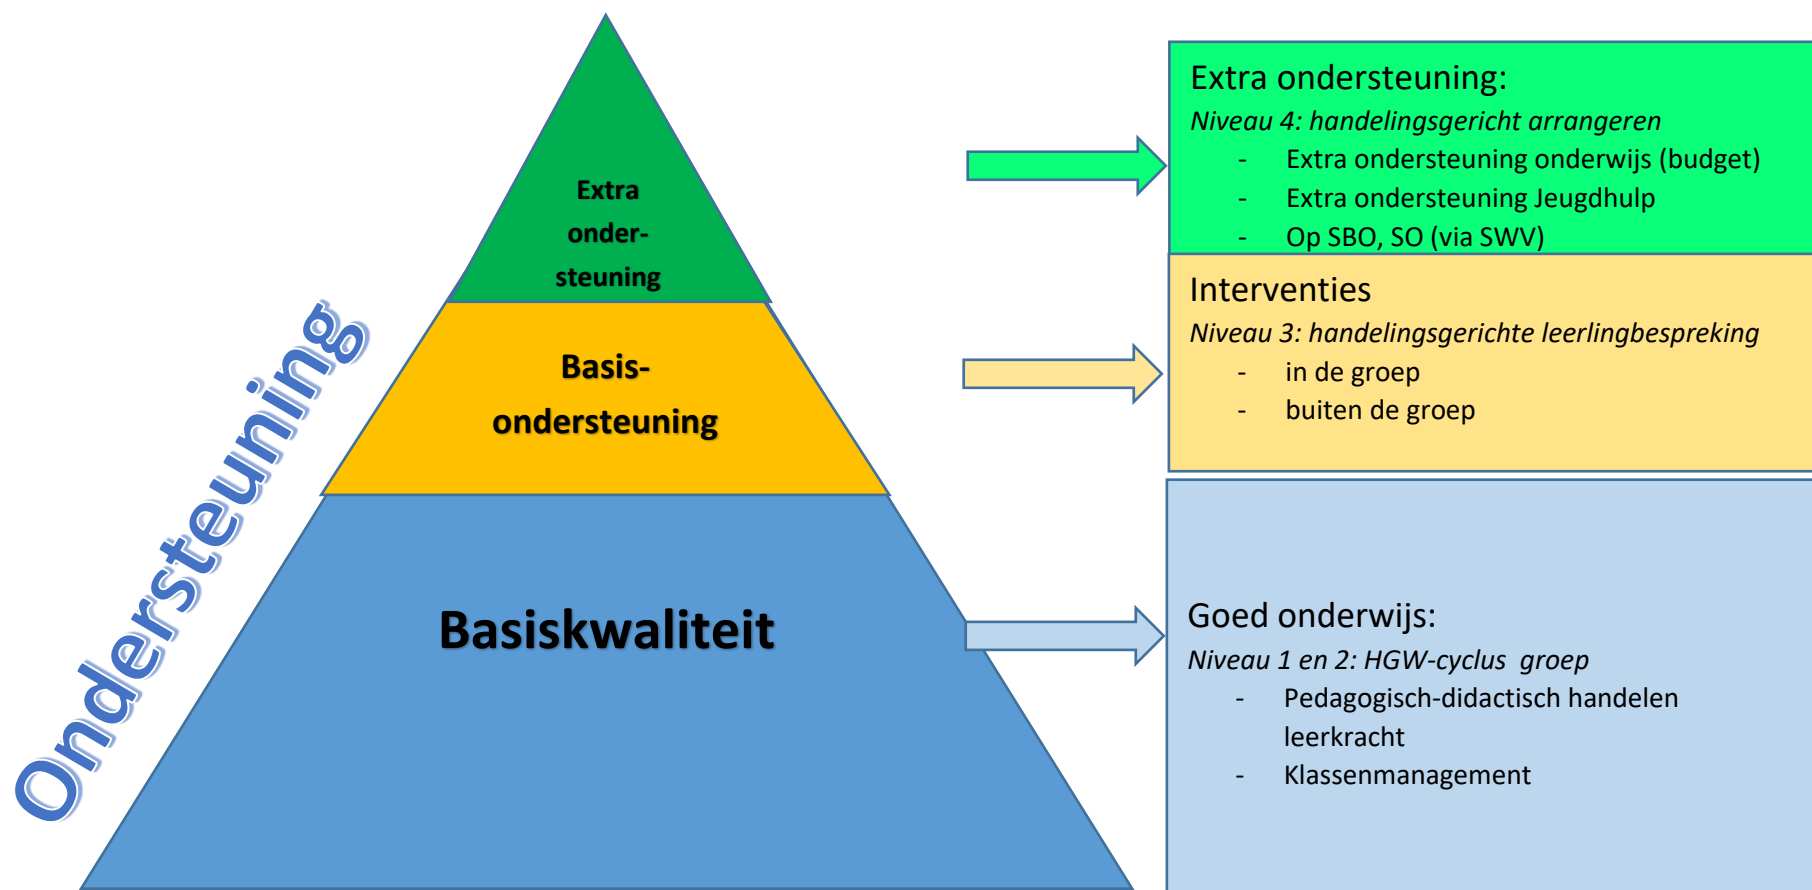 Ondersteuning
Extra
onder-
steuning
Basis-
ondersteuning
Basiskwaliteit
Extra ondersteuning:
Niveau 4: handelingsgericht arrangeren
- Extra ondersteuning onderwijs (budget)
- Extra ondersteuning Jeugdhulp
- Op SBO, SO (via SWV)
Interventies
Niveau 3: handelingsgerichte leerlingbespreking
- in de groep
- buiten de groep
Goed onderwijs:
Niveau 1 en 2: HGW-cyclus groep
- Pedagogisch-didactisch handelen
leerkracht
- Klassenmanagement